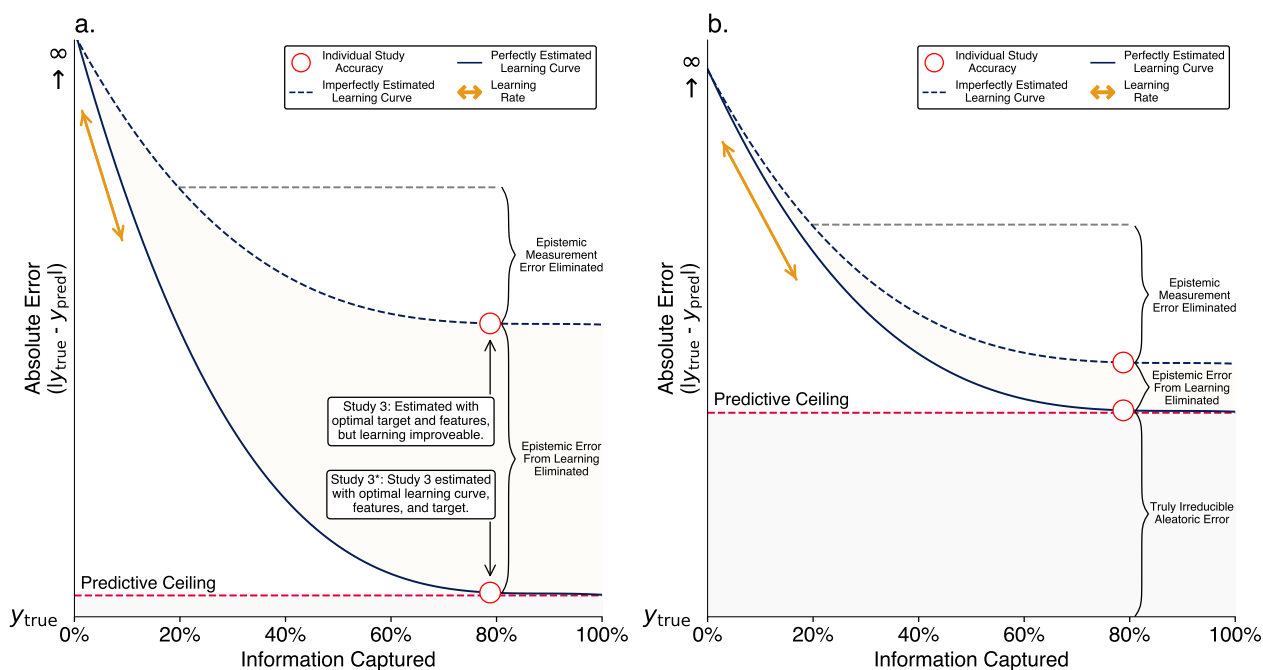 a.
∞
↑
Absolute Error
(|ytrue - ypred|)
Individual Study
Accuracy
Perfectly Estimated
Learning Curve
Imperfectly Estimated
Learning Curve
Learning
Rate
Epistemic
Measurement
Error Eliminated
Study 3: Estimated with
optimal target and features,
but learning improveable.
Epistemic Error
From Learning
Eliminated
Study 3*: Study 3 estimated
with optimal learning curve,
features, and target.
Predictive Ceiling
ytrue
0% 20% 40% 60% 80% 100%
Information Captured
b.
∞
↑
Absolute Error
(|ytrue - ypred|)
Individual Study
Accuracy
Perfectly Estimated
Learning Curve
Imperfectly Estimated
Learning Curve
Learning
Rate
Epistemic
Measurement
Error Eliminated
Epistemic Error
From Learning
Eliminated
Predictive Ceiling
Truly Irreducible
Aleatoric Error
ytrue
0% 20% 40% 60% 80% 100%
Information Captured